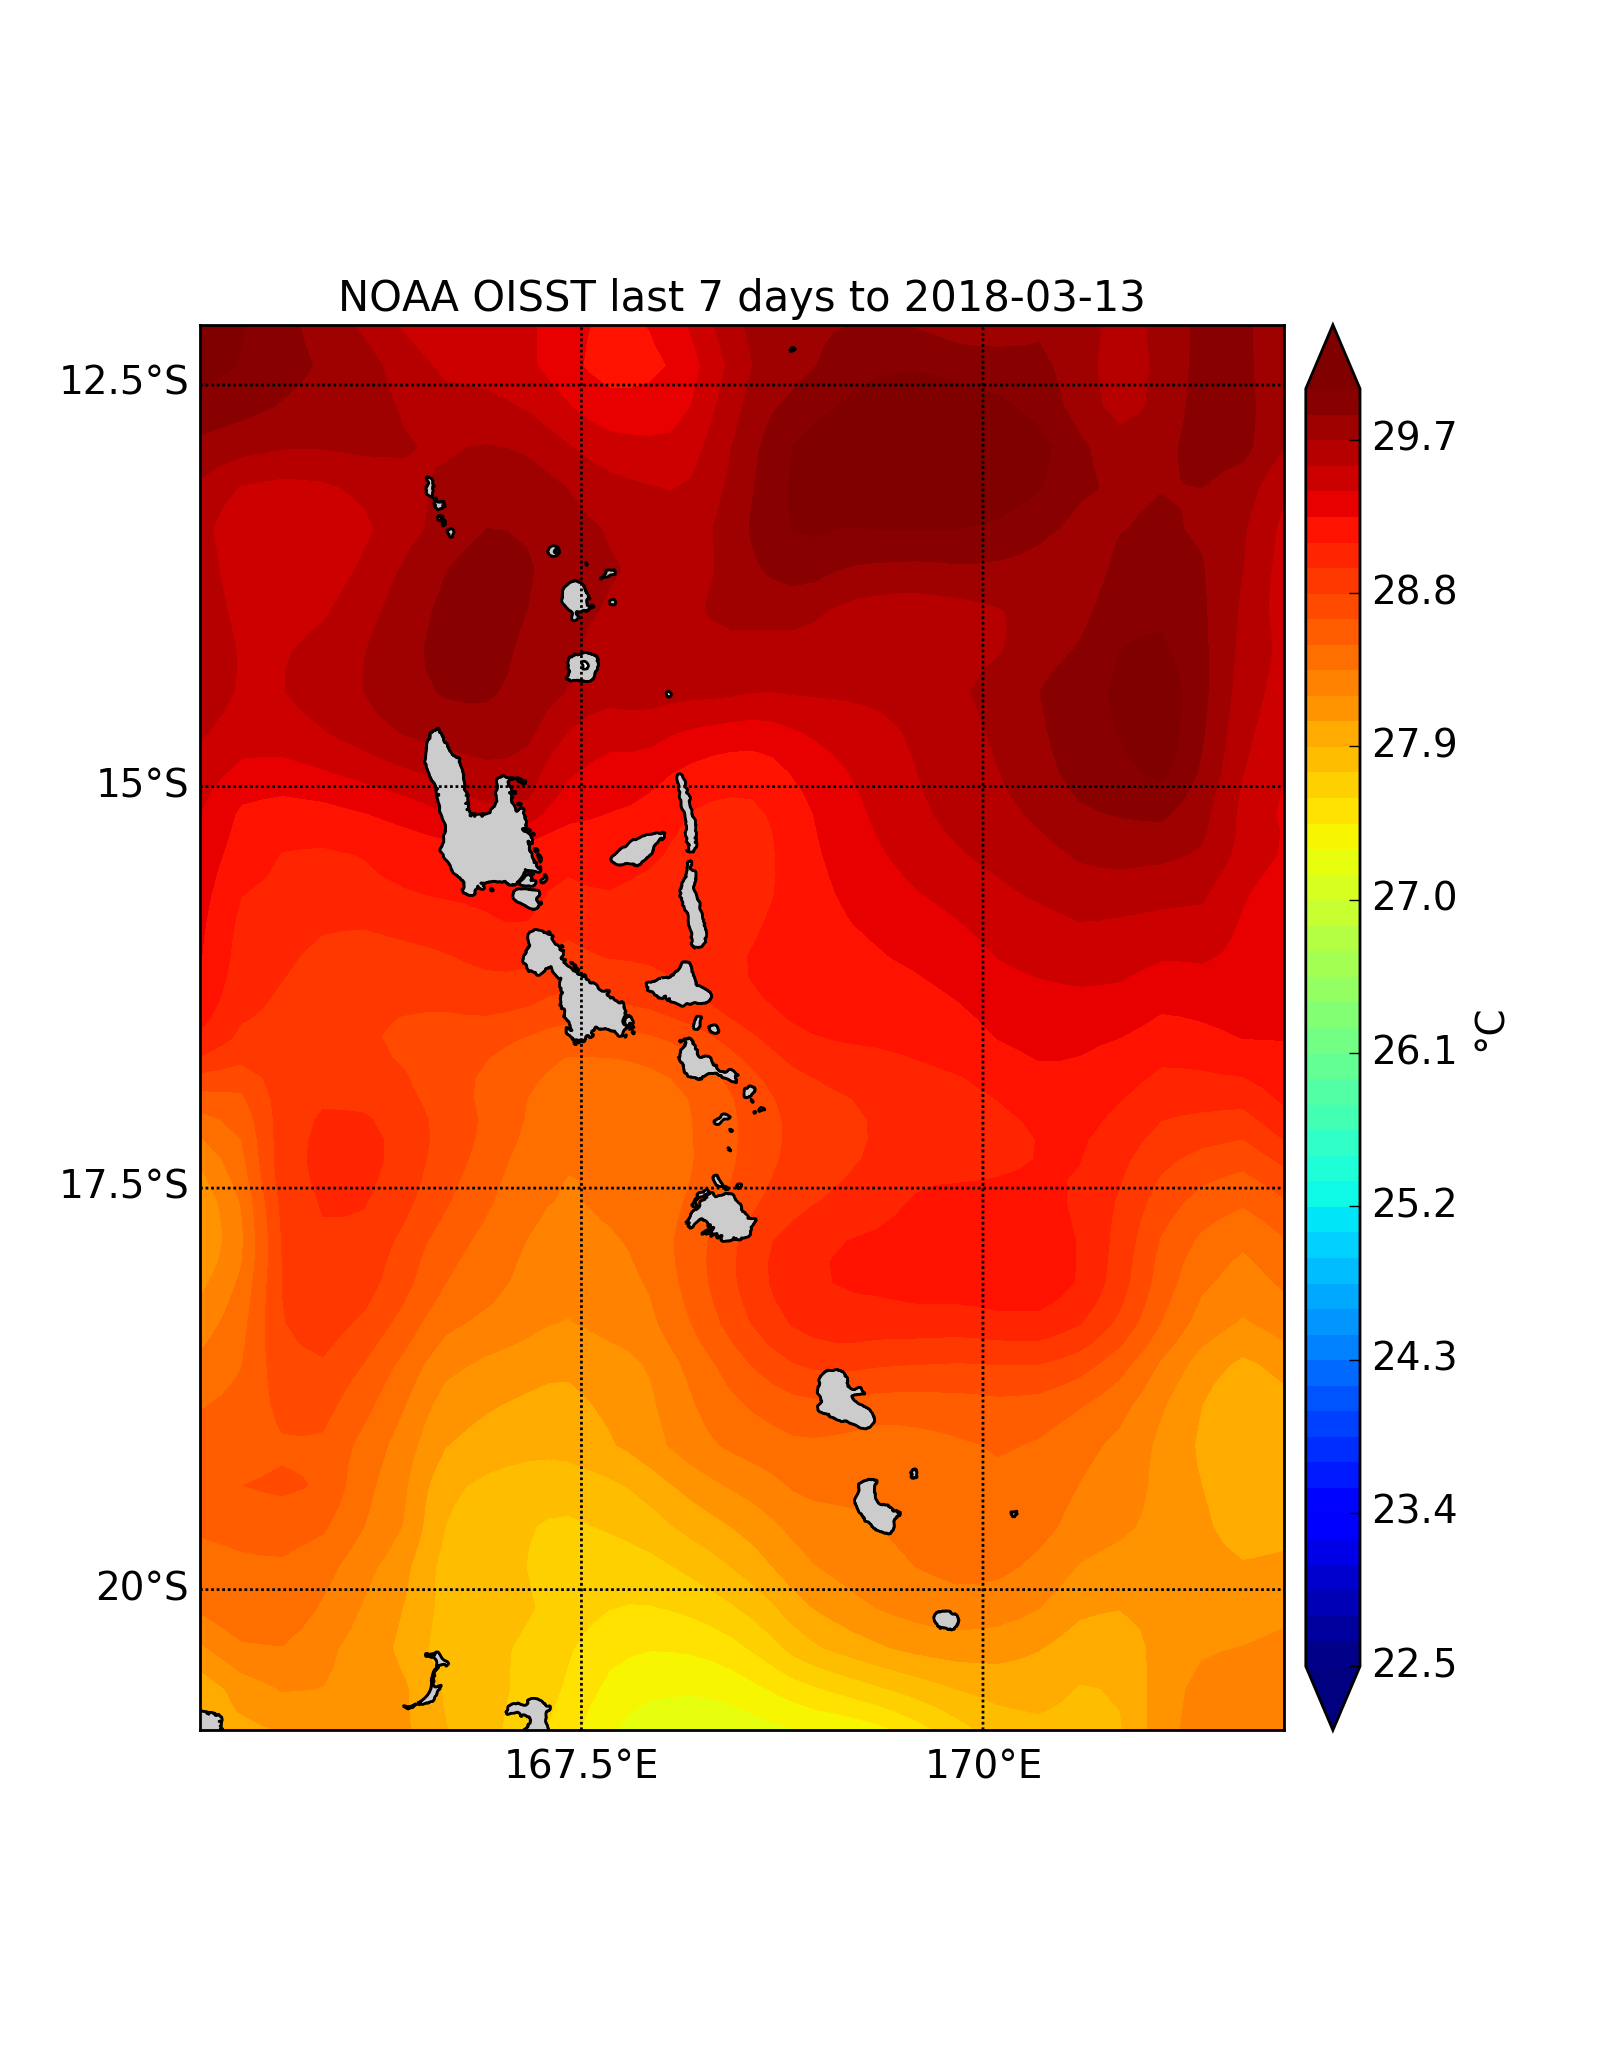 NOAA OISST last 7 days to 2018-03-13
12.5°S
15°S
17.5°S
20°S
167.5°E
170°E
29.7
28.8
27.9
27.0
26.1
25.2
24.3
23.4
22.5
°C